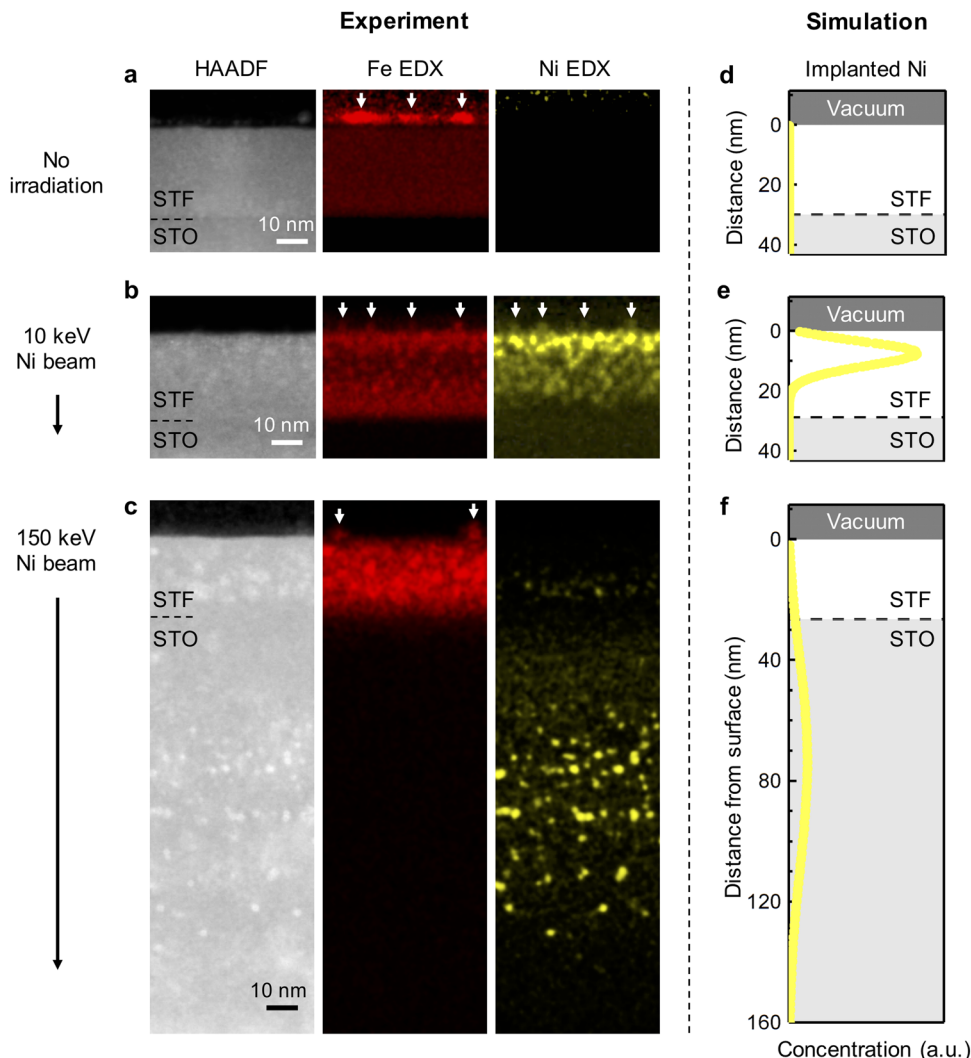 Experiment
Simulation
a
HAADF
Fe EDX
Ni EDX
d
Implanted Ni
No
irradiation
STF
STO
10 nm
Vacuum
0
20
40
Distance (nm)
STF
STO
b
10 keV
Ni beam
STF
STO
10 nm
e
Vacuum
0
20
40
Distance (nm)
STF
STO
c
150 keV
Ni beam
STF
STO
10 nm
f
Vacuum
0
40
80
120
160
Distance from surface (nm)
STF
STO
Concentration (a.u.)